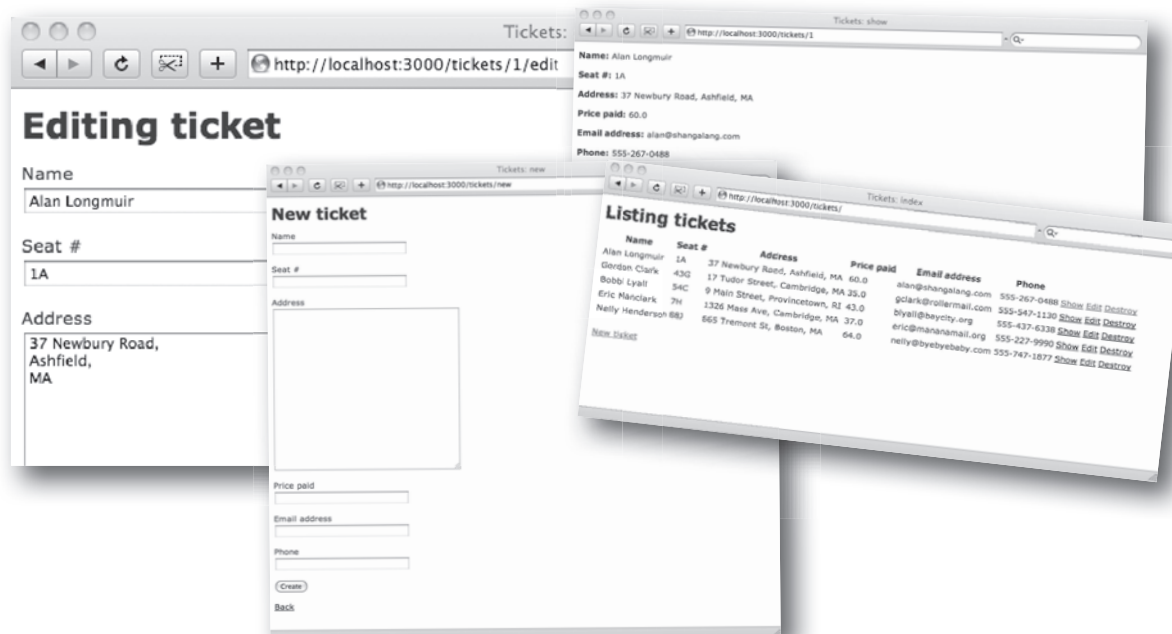 Tickets:
http://localhost:3000/tickets/1/edit
Editing ticket
Name
Alan Longmuir
Seat #
1A
Address
37 Newbury Road,
Ashfield,
MA
Tickets: show
http://localhost:3000/tickets/1
Name: Alan Longmuir
Seat #: 1A
Address: 37 Newbury Road, Ashfield, MA
Price paid: 60.0
Email address: alan@shangalang.com
Phone: 555-267-0488
Tickets: new
http://localhost:3000/tickets/new
New ticket
Name
Seat #
Address
Price paid
Email address
Phone
Create
Back
Tickets: index
http://localhost:3000/tickets/
Listing tickets
Name Seat # Address Price paid Email address Phone
Alan Longmuir 1A 37 Newbury Road, Ashfield, MA 60.0 alan@shangalang.com 555-267-0488 Show Edit Destroy
Gordon Clark 43G 17 Tudor Street, Cambridge, MA 35.0 gclark@rollermail.com 555-547-1130 Show Edit Destroy
Bobbi Lyall 54C 9 Main Street, Provincetown, RI 43.0 blyall@baycity.org 555-437-6338 Show Edit Destroy
Eric Manclark 7H 1326 Mass Ave, Cambridge, MA 37.0 eric@mananamail.org 555-227-9990 Show Edit Destroy
Nelly Henderson 88J 665 Tremont St, Boston, MA 64.0 nelly@byebyebaby.com 555-747-1877 Show Edit Destroy
New ticket